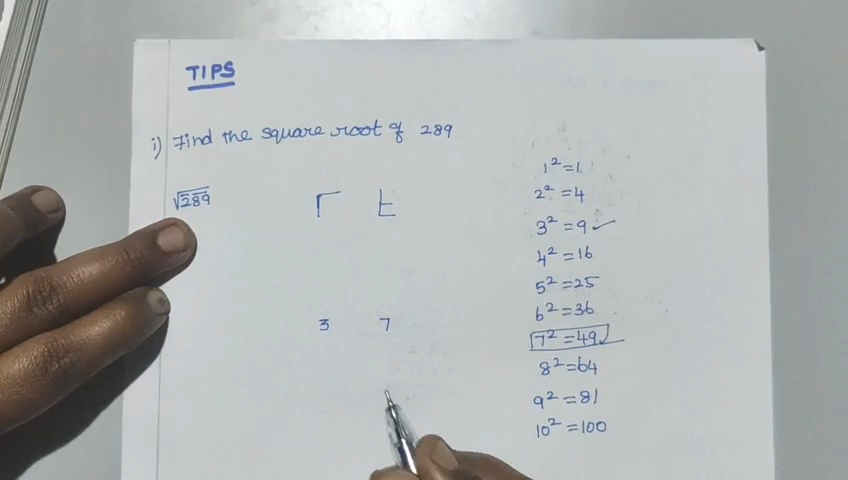 TIPS
i) Find the square root of 289
√289
3 7
1² = 1
2² = 4
3² = 9 ✓
4² = 16
5² = 25
6² = 36
7² = 49
8² = 64
9² = 81
10² = 100